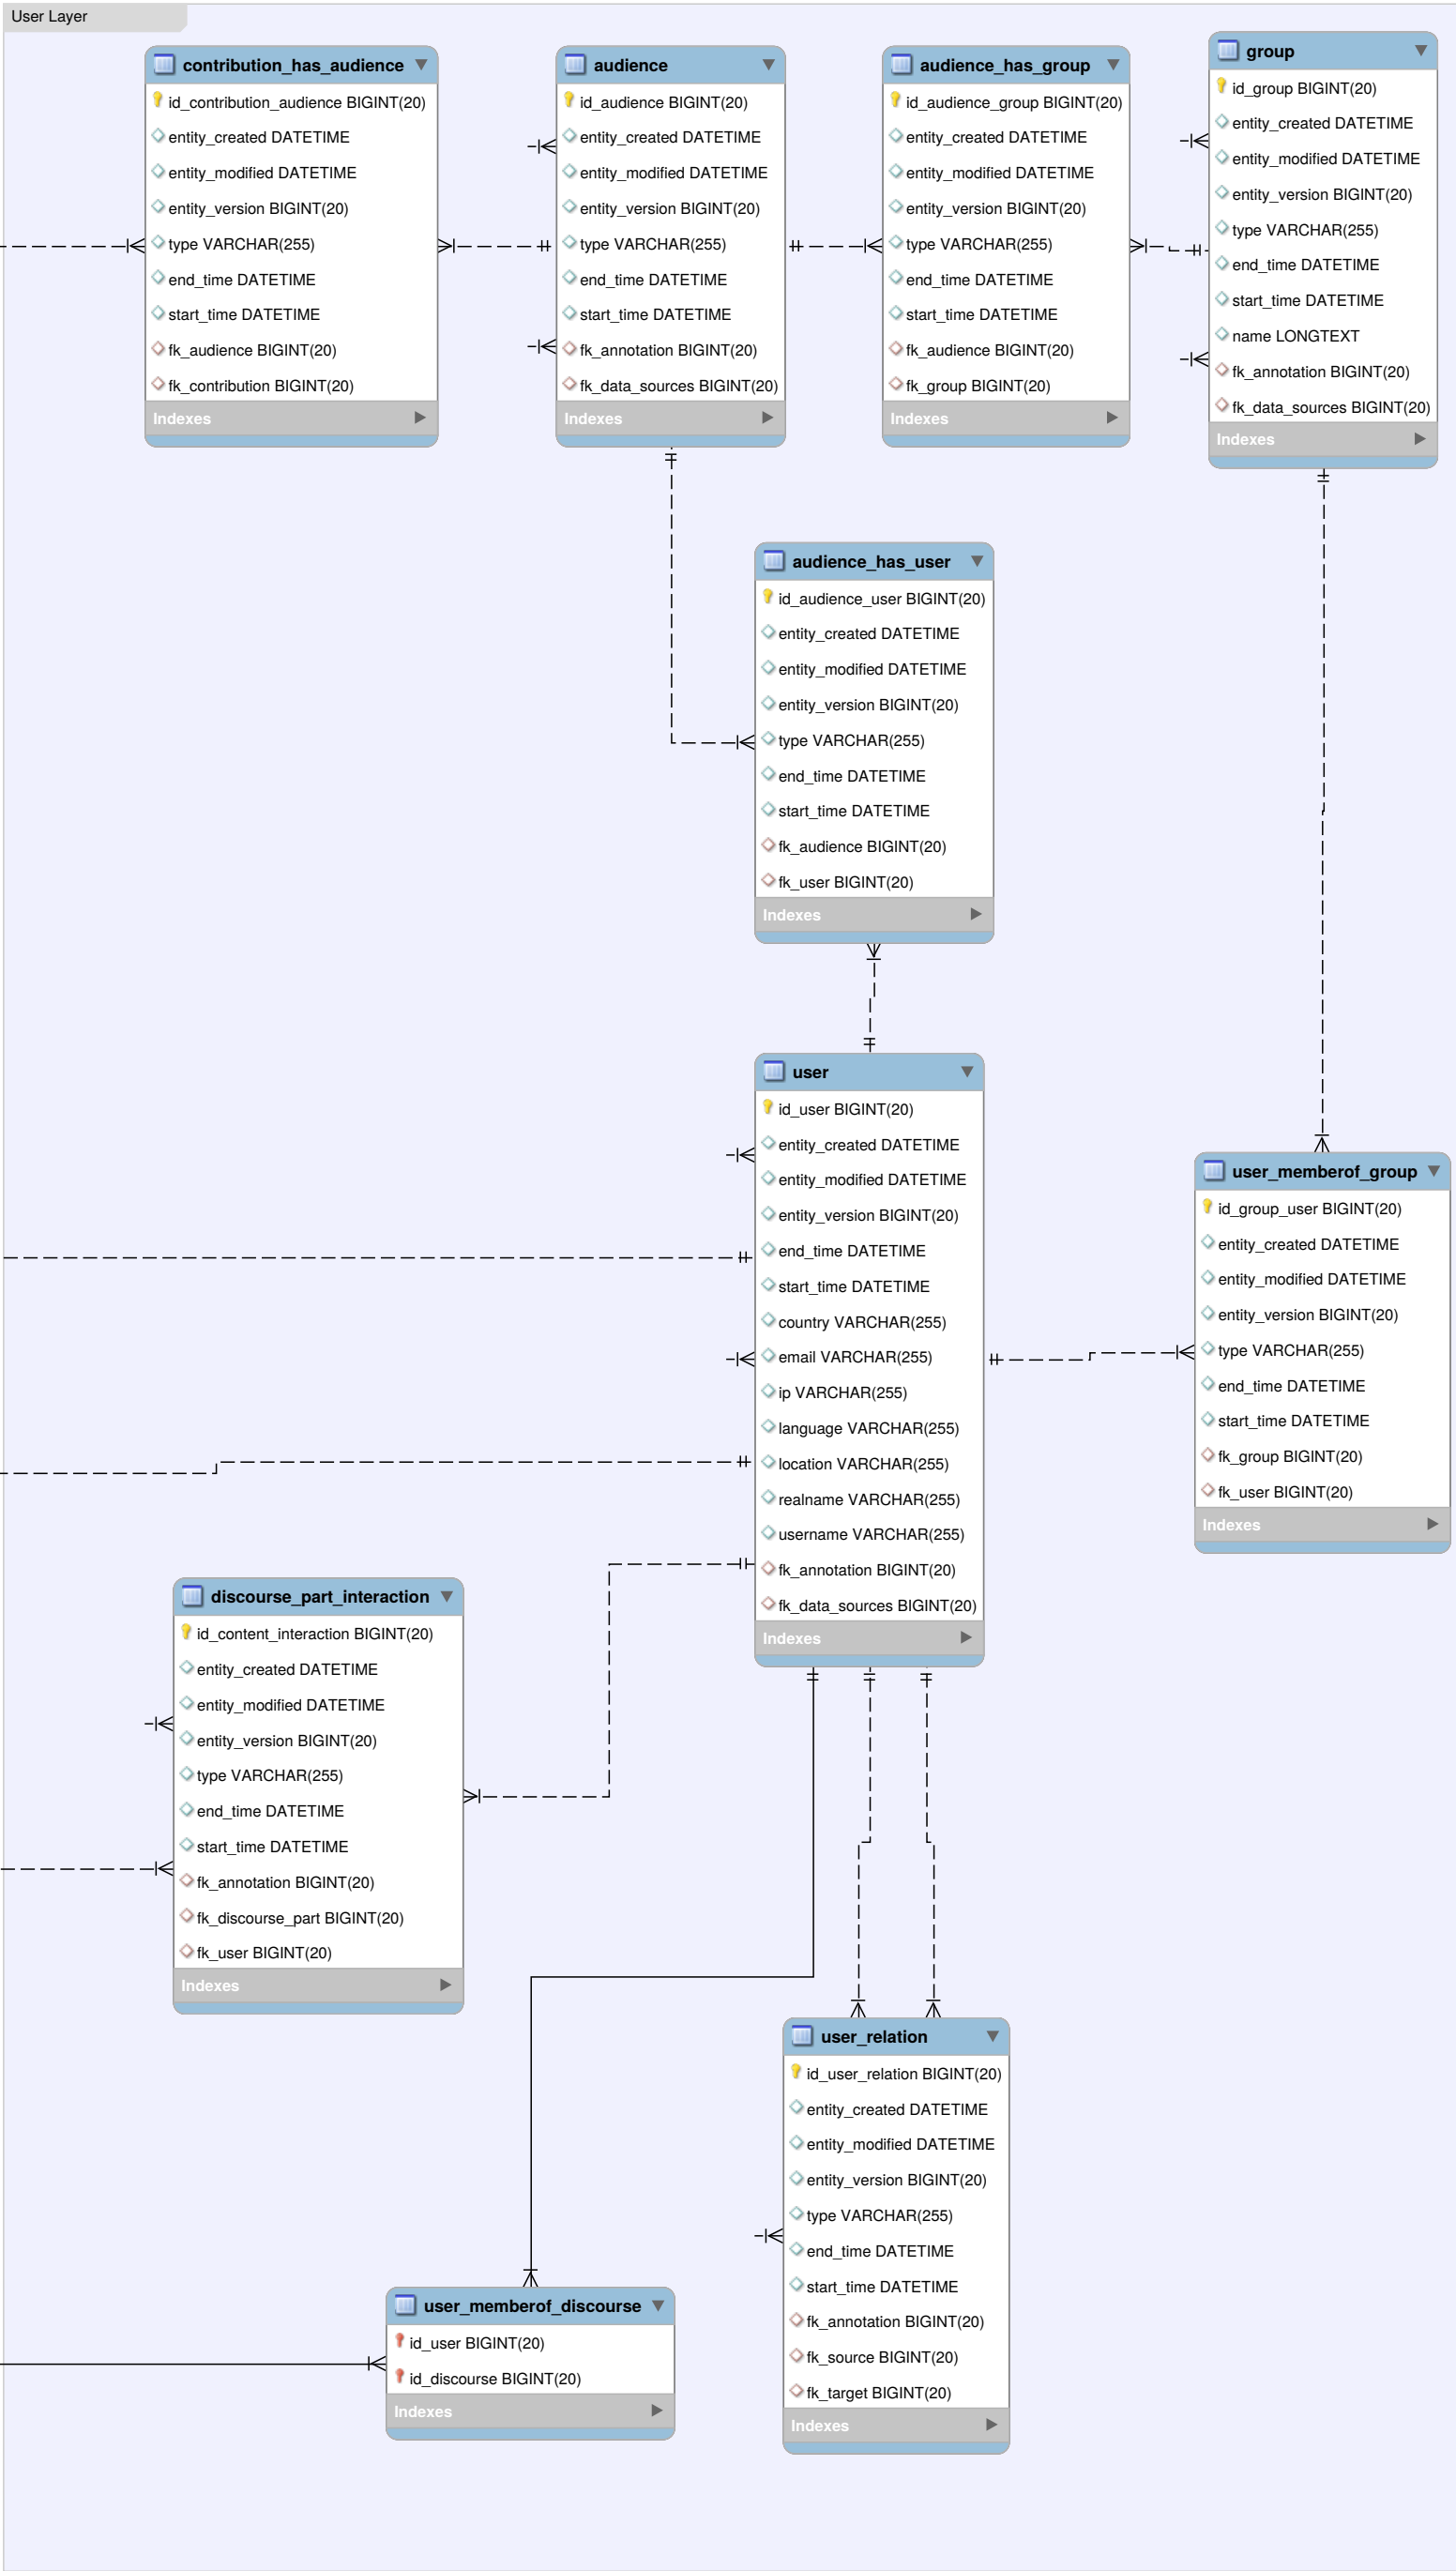 User Layer
contribution_has_audience
id_contribution_audience BIGINT(20)
entity_created DATETIME
entity_modified DATETIME
entity_version BIGINT(20)
type VARCHAR(255)
end_time DATETIME
start_time DATETIME
fk_audience BIGINT(20)
fk_contribution BIGINT(20)
Indexes
audience
id_audience BIGINT(20)
entity_created DATETIME
entity_modified DATETIME
entity_version BIGINT(20)
type VARCHAR(255)
end_time DATETIME
start_time DATETIME
fk_annotation BIGINT(20)
fk_data_sources BIGINT(20)
Indexes
audience_has_group
id_audience_group BIGINT(20)
entity_created DATETIME
entity_modified DATETIME
entity_version BIGINT(20)
type VARCHAR(255)
end_time DATETIME
start_time DATETIME
fk_audience BIGINT(20)
fk_group BIGINT(20)
Indexes
group
id_group BIGINT(20)
entity_created DATETIME
entity_modified DATETIME
entity_version BIGINT(20)
type VARCHAR(255)
end_time DATETIME
start_time DATETIME
name LONGTEXT
fk_annotation BIGINT(20)
fk_data_sources BIGINT(20)
Indexes
audience_has_user
id_audience_user BIGINT(20)
entity_created DATETIME
entity_modified DATETIME
entity_version BIGINT(20)
type VARCHAR(255)
end_time DATETIME
start_time DATETIME
fk_audience BIGINT(20)
fk_user BIGINT(20)
Indexes
user
id_user BIGINT(20)
entity_created DATETIME
entity_modified DATETIME
entity_version BIGINT(20)
end_time DATETIME
start_time DATETIME
country VARCHAR(255)
email VARCHAR(255)
ip VARCHAR(255)
language VARCHAR(255)
location VARCHAR(255)
realname VARCHAR(255)
username VARCHAR(255)
fk_annotation BIGINT(20)
fk_data_sources BIGINT(20)
Indexes
user_memberof_group
id_group_user BIGINT(20)
entity_created DATETIME
entity_modified DATETIME
entity_version BIGINT(20)
type VARCHAR(255)
end_time DATETIME
start_time DATETIME
fk_group BIGINT(20)
fk_user BIGINT(20)
Indexes
discourse_part_interaction
id_content_interaction BIGINT(20)
entity_created DATETIME
entity_modified DATETIME
entity_version BIGINT(20)
type VARCHAR(255)
end_time DATETIME
start_time DATETIME
fk_annotation BIGINT(20)
fk_discourse_part BIGINT(20)
fk_user BIGINT(20)
Indexes
user_relation
id_user_relation BIGINT(20)
entity_created DATETIME
entity_modified DATETIME
entity_version BIGINT(20)
type VARCHAR(255)
end_time DATETIME
start_time DATETIME
fk_annotation BIGINT(20)
fk_source BIGINT(20)
fk_target BIGINT(20)
Indexes
user_memberof_discourse
id_user BIGINT(20)
id_discourse BIGINT(20)
Indexes